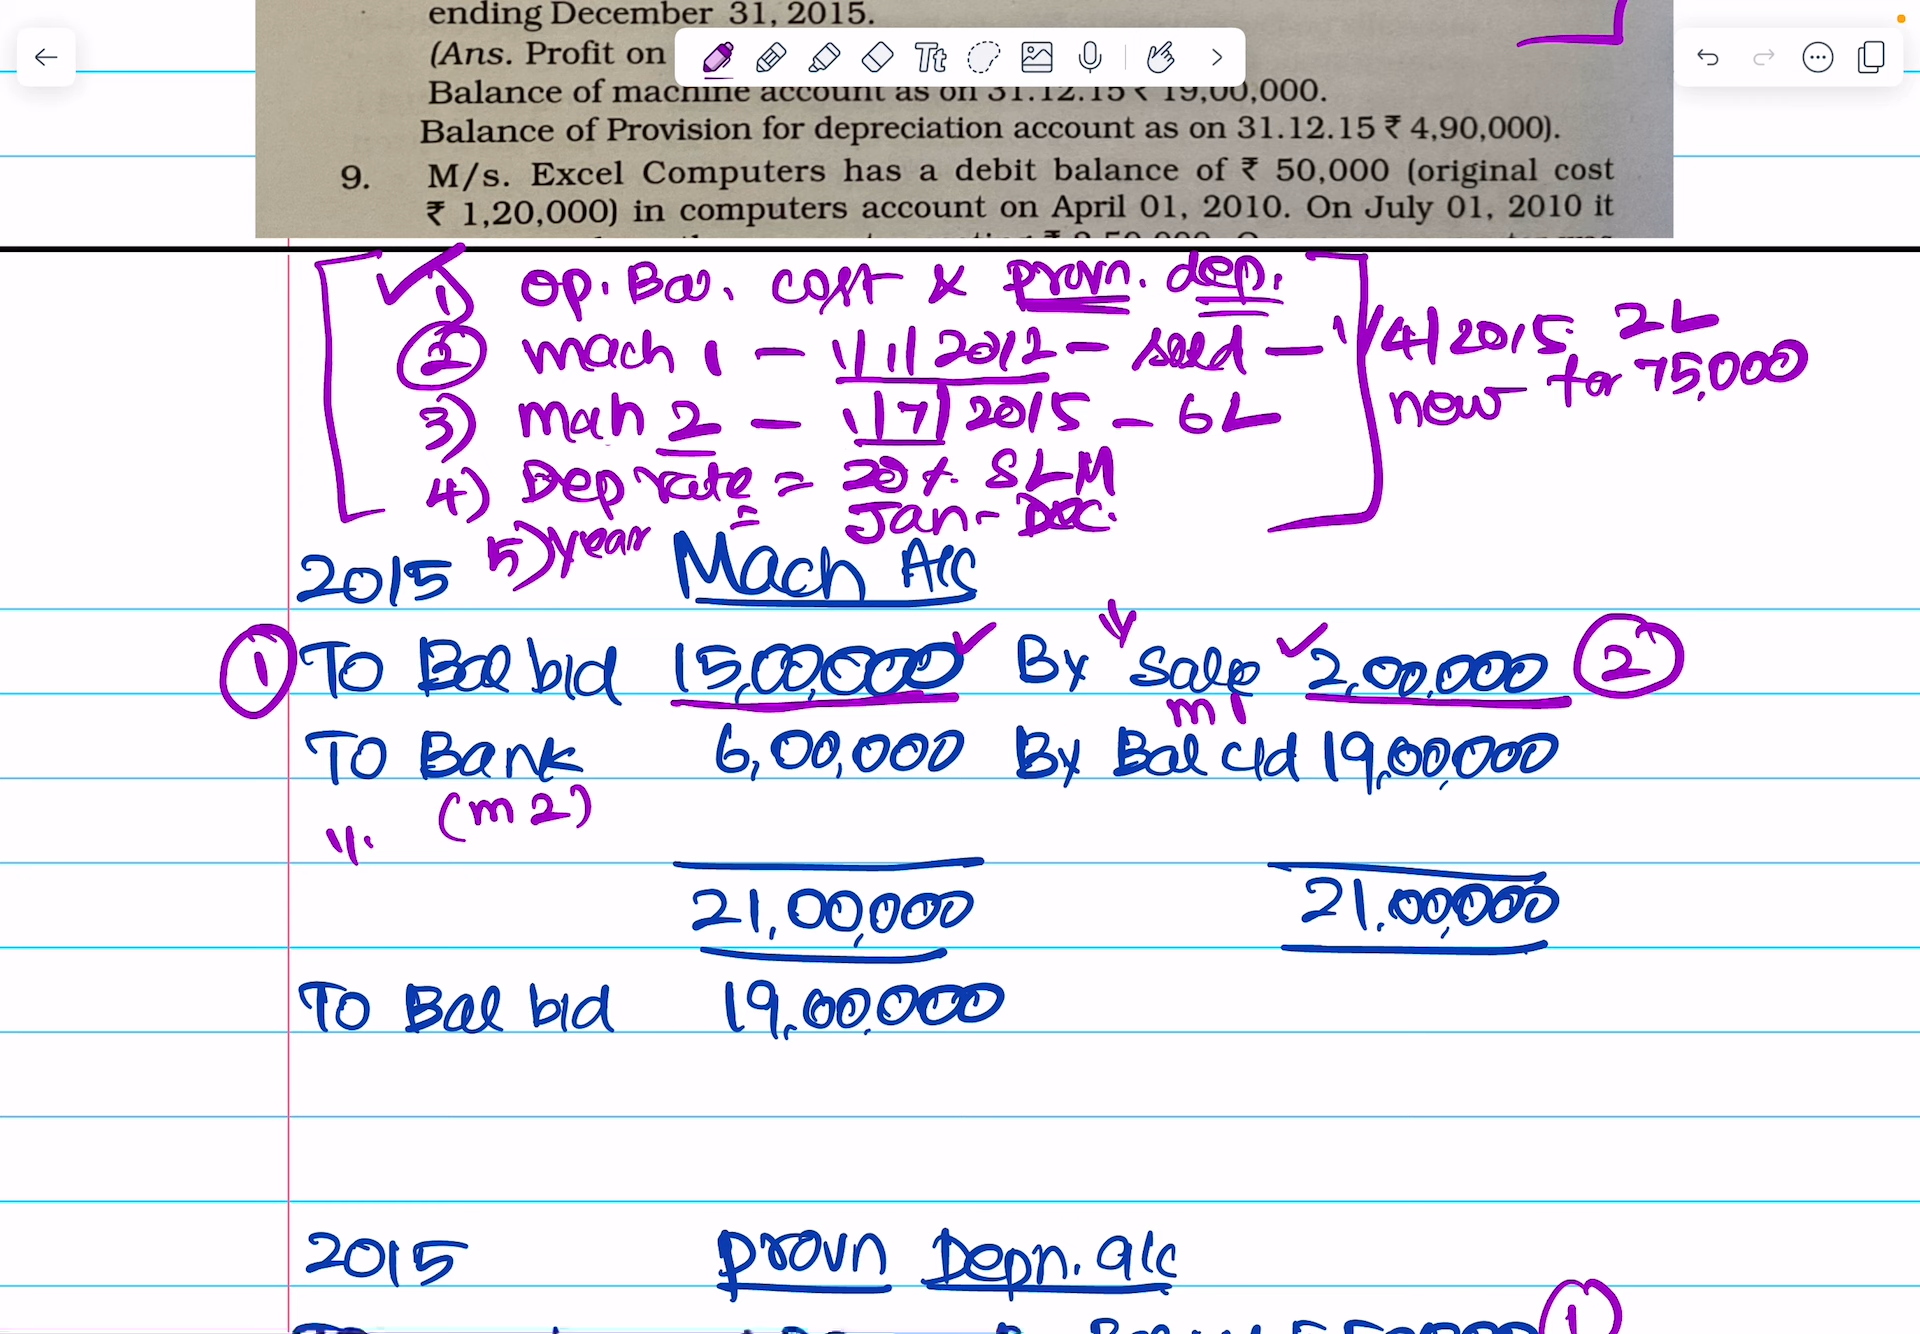 ending December 31, 2015.
(Ans. Profit on
Balance of machine account as on 31.12.15 ₹ 19,00,000.
Balance of Provision for depreciation account as on 31.12.15 ₹ 4,90,000).
9. M/s. Excel Computers has a debit balance of ₹ 50,000 (original cost
₹ 1,20,000) in computers account on April 01, 2010. On July 01, 2010 it
Tt
1) op. Bal. cost & provn. dep.
2 mach 1 - 1/1/2012 - sold - 1/4/2015 2L
now for 75,000
3) mah 2 - 1/7/2015 - 6L
4) Dep rate = 20%. SLM
5) year Jan - Dec.
2015 Mach A/c
1 To Bal b/d 15,00,000 By Sale 2,00,000 2
m 1
To Bank 6,00,000 By Bal c/d 19,00,000
(m 2)
21,00,000 21,00,000
To Bal b/d 19,00,000
2015 Provn Depn. a/c
1